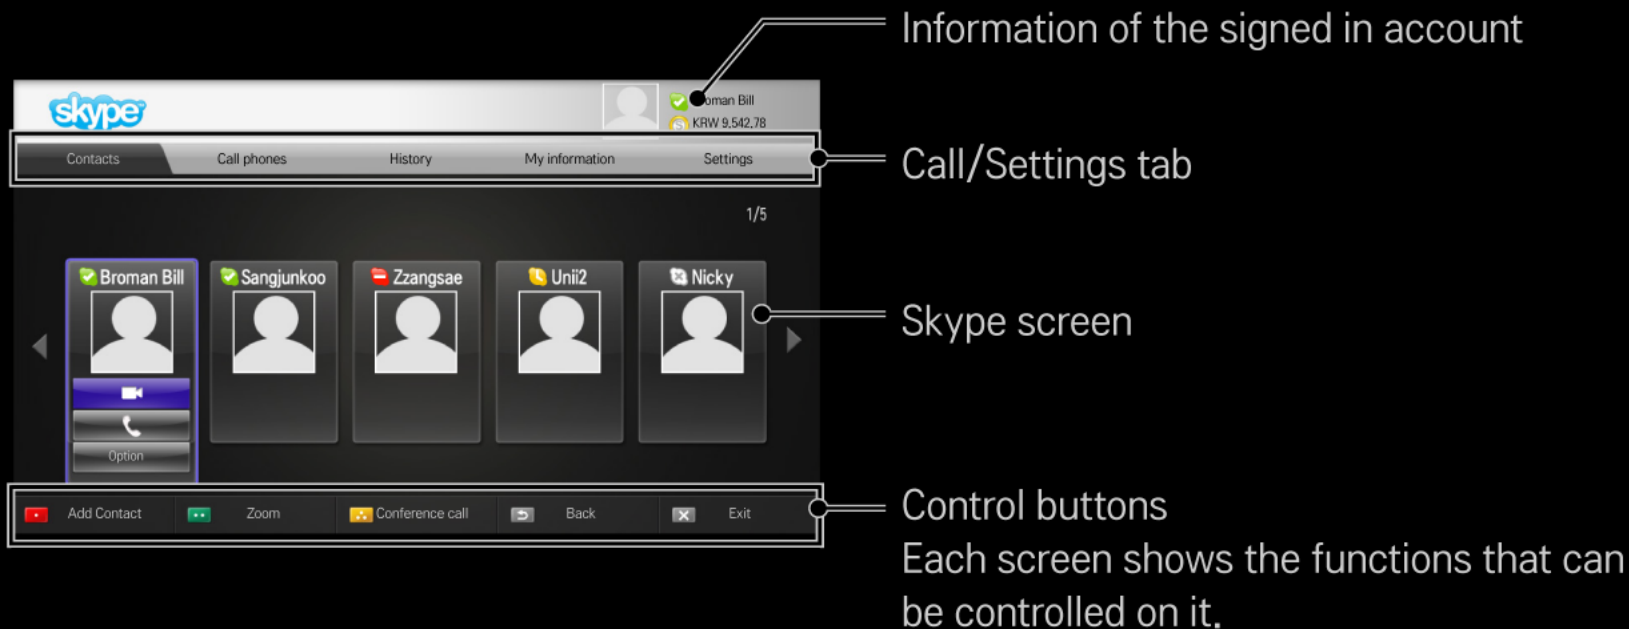 Information of the signed in account
skype
oman Bill
KRW 9,542.78
Contacts Call phones History My information Settings
Call/Settings tab
1/5
Broman Bill Sangjunkoo Zzangsae Unii2 Nicky
Skype screen
Option
Add Contact Zoom Conference call Back Exit
Control buttons
Each screen shows the functions that can
be controlled on it.